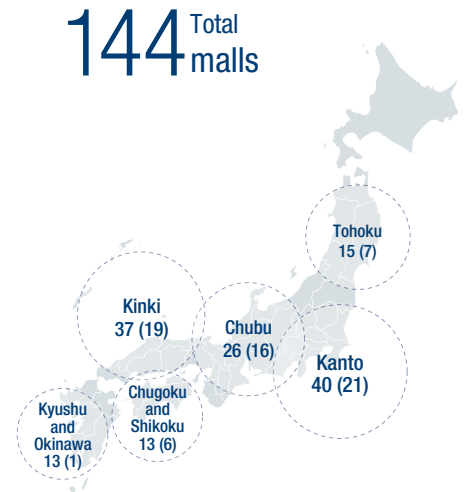 144 Total
malls
Tohoku
15 (7)
Kinki
37 (19)
Chubu
26 (16)
Kanto
40 (21)
Chugoku
and
Shikoku
13 (6)
Kyushu
and
Okinawa
13 (1)